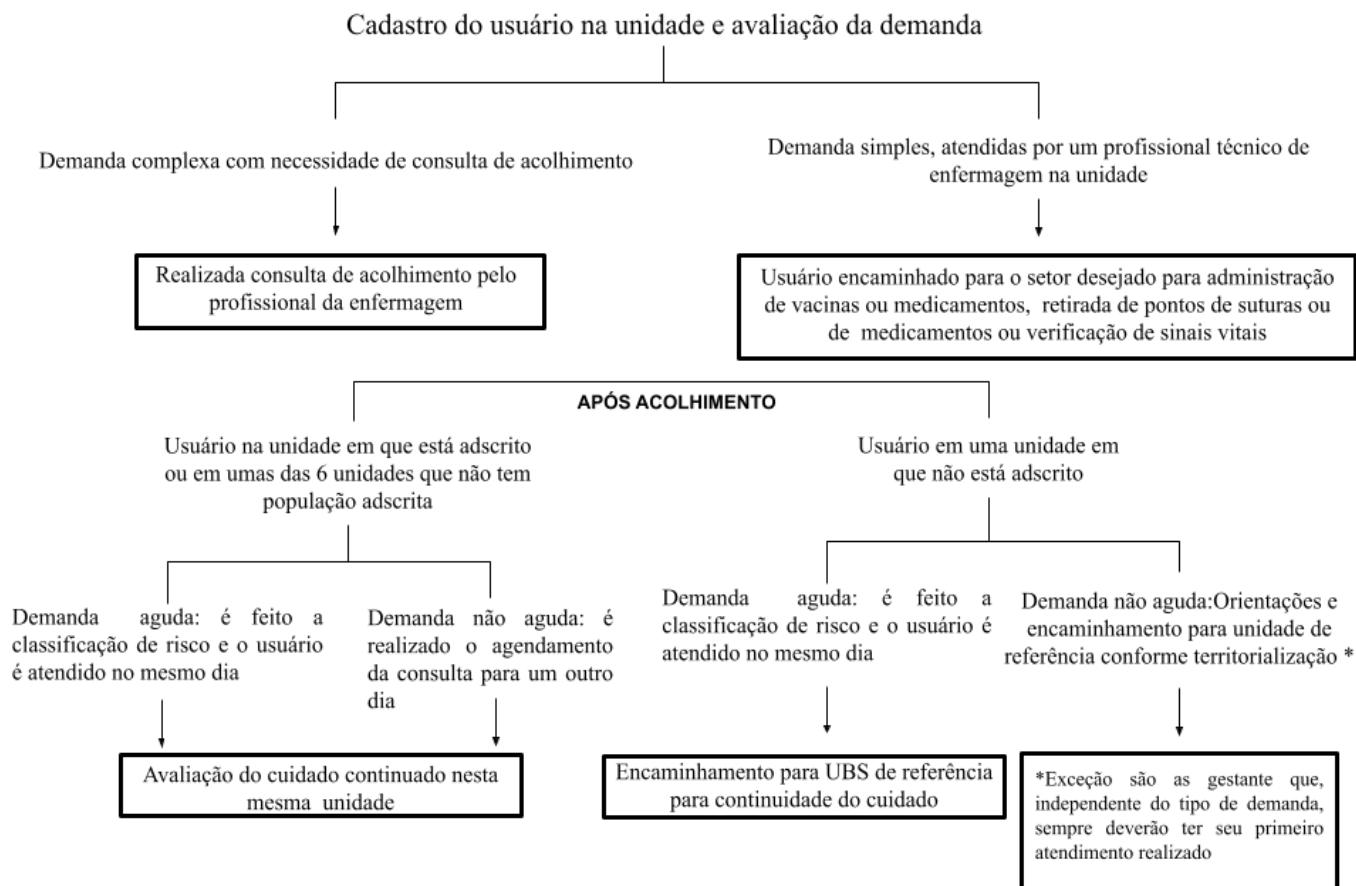 Cadastro do usuário na unidade e avaliação da demanda
Demanda complexa com necessidade de consulta de acolhimento
Demanda simples, atendidas por um profissional técnico de
enfermagem na unidade
Realizada consulta de acolhimento pelo
profissional da enfermagem
Usuário encaminhado para o setor desejado para administração
de vacinas ou medicamentos, retirada de pontos de suturas ou
de medicamentos ou verificação de sinais vitais
APÓS ACOLHIMENTO
Usuário na unidade em que está adscrito
ou em umas das 6 unidades que não tem
população adscrita
Usuário em uma unidade em
que não está adscrito
Demanda aguda: é feito a
classificação de risco e o usuário
é atendido no mesmo dia
Demanda não aguda: é
realizado o agendamento
da consulta para um outro
dia
Demanda aguda: é feito a
classificação de risco e o usuário é
atendido no mesmo dia
Demanda não aguda:Orientações e
encaminhamento para unidade de
referência conforme territorialização *
Avaliação do cuidado continuado nesta
mesma unidade
Encaminhamento para UBS de referência
para continuidade do cuidado
*Exceção são as gestante que,
independente do tipo de demanda,
sempre deverão ter seu primeiro
atendimento realizado